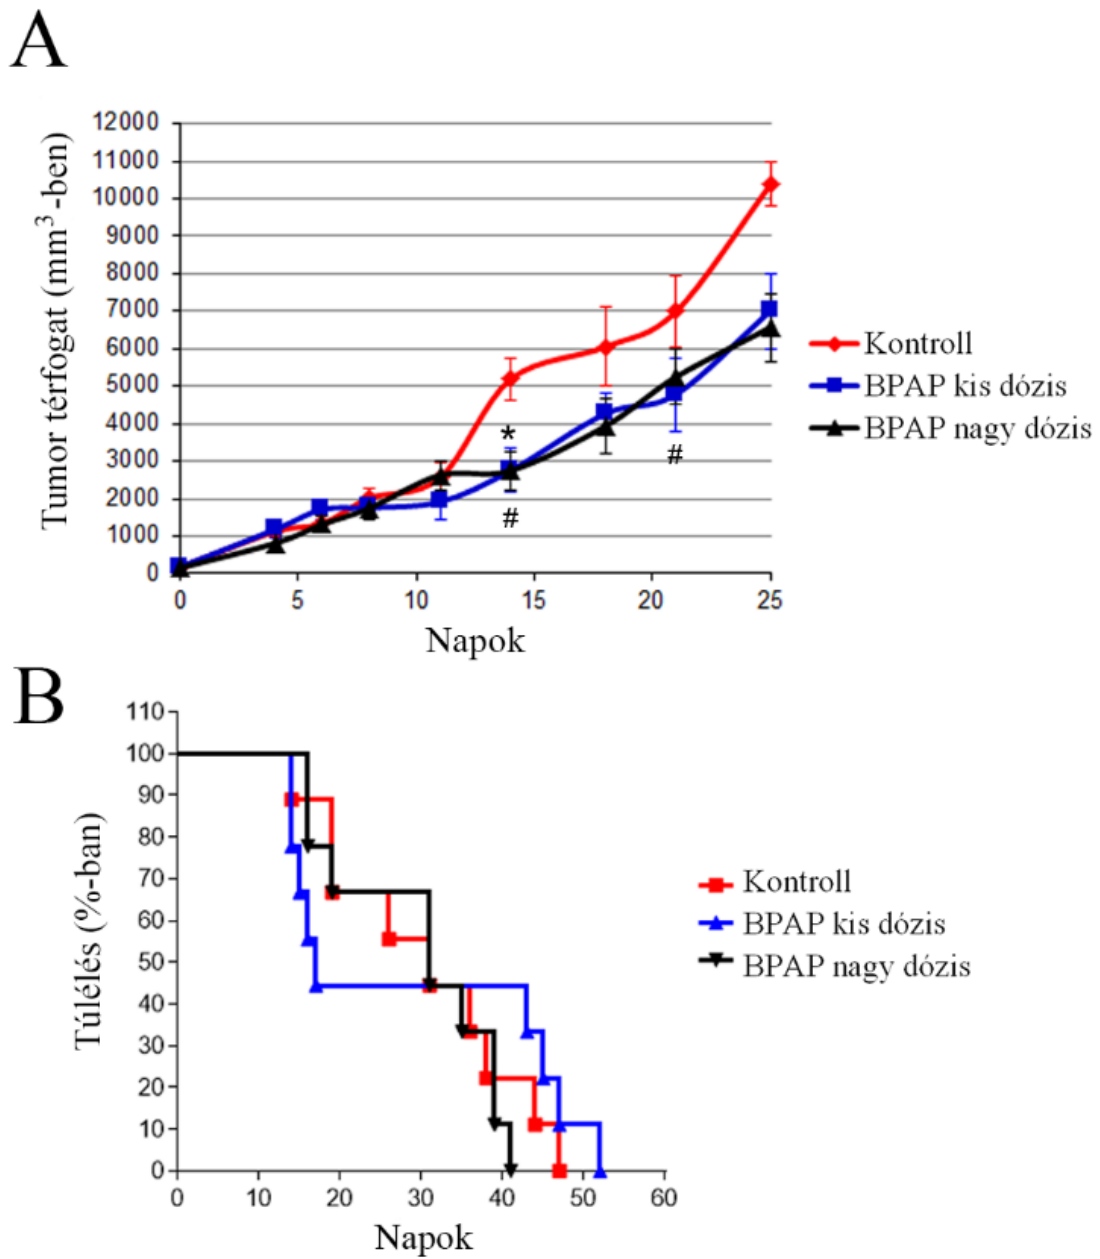 A
12000
11000
10000
9000
8000
7000
6000
5000
4000
3000
2000
1000
0
Tumor térfogat (mm³-ben)
*
#
#
0 5 10 15 20 25
Napok
Kontroll
BPAP kis dózis
BPAP nagy dózis
B
110
100
90
80
70
60
50
40
30
20
10
0
Túlélés (%-ban)
0 10 20 30 40 50 60
Napok
Kontroll
BPAP kis dózis
BPAP nagy dózis